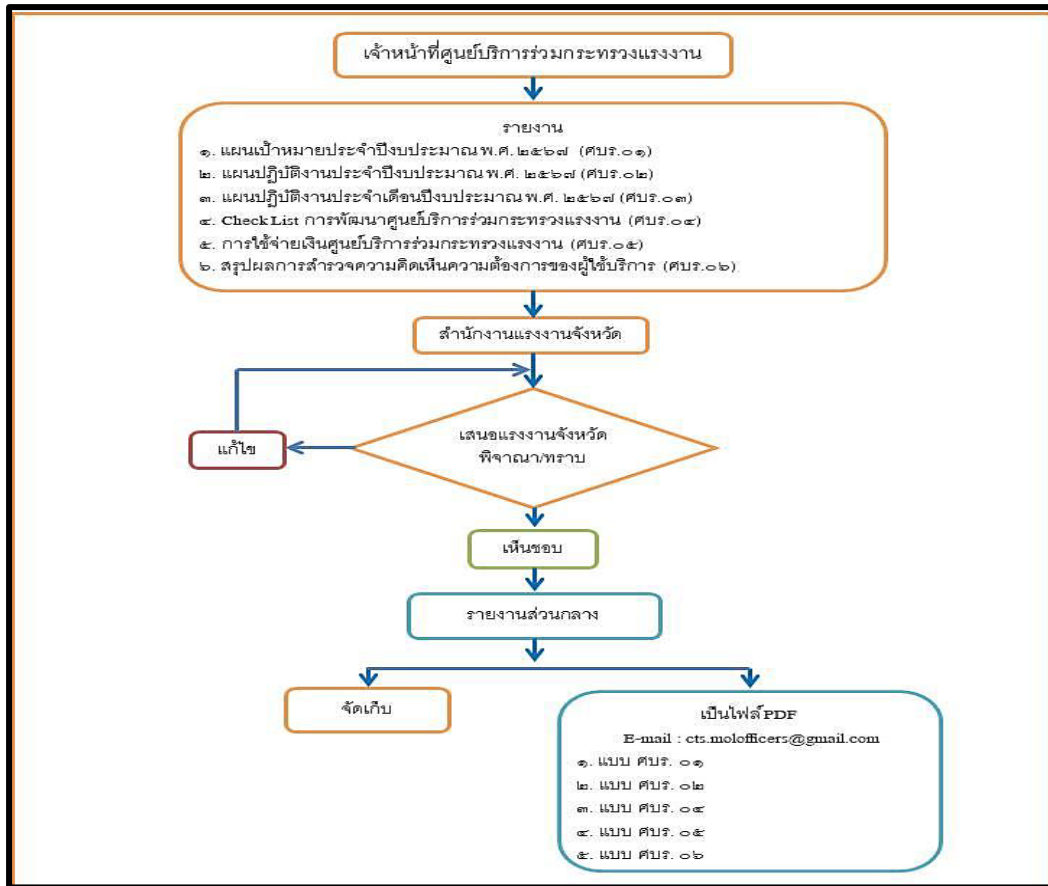 เจ้าหน้าที่ศูนย์บริการร่วมกระทรวงแรงงาน
รายงาน
๑. แผนเป้าหมายประจำปีงบประมาณ พ.ศ. ๒๕๖๗ (ศบร.๐๑)
๒. แผนปฏิบัติงานประจำปีงบประมาณ พ.ศ. ๒๕๖๗ (ศบร.๐๒)
๓. แผนปฏิบัติงานประจำเดือนปีงบประมาณ พ.ศ. ๒๕๖๗ (ศบร.๐๓)
๔. Check List การพัฒนาศูนย์บริการร่วมกระทรวงแรงงาน (ศบร.๐๔)
๕. การใช้จ่ายเงินศูนย์บริการร่วมกระทรวงแรงงาน (ศบร.๐๕)
๖. สรุปผลการสำรวจความคิดเห็นความต้องการของผู้ใช้บริการ (ศบร.๐๖)
สำนักงานแรงงานจังหวัด
เสนอแรงงานจังหวัด
พิจาณา/ทราบ
แก้ไข
เห็นชอบ
รายงานส่วนกลาง
จัดเก็บ
เป็นไฟล์ PDF
E-mail : cts.molofficers@gmail.com
๑. แบบ ศบร. ๐๑
๒. แบบ ศบร. ๐๒
๓. แบบ ศบร. ๐๔
๔. แบบ ศบร. ๐๕
๕. แบบ ศบร. ๐๖